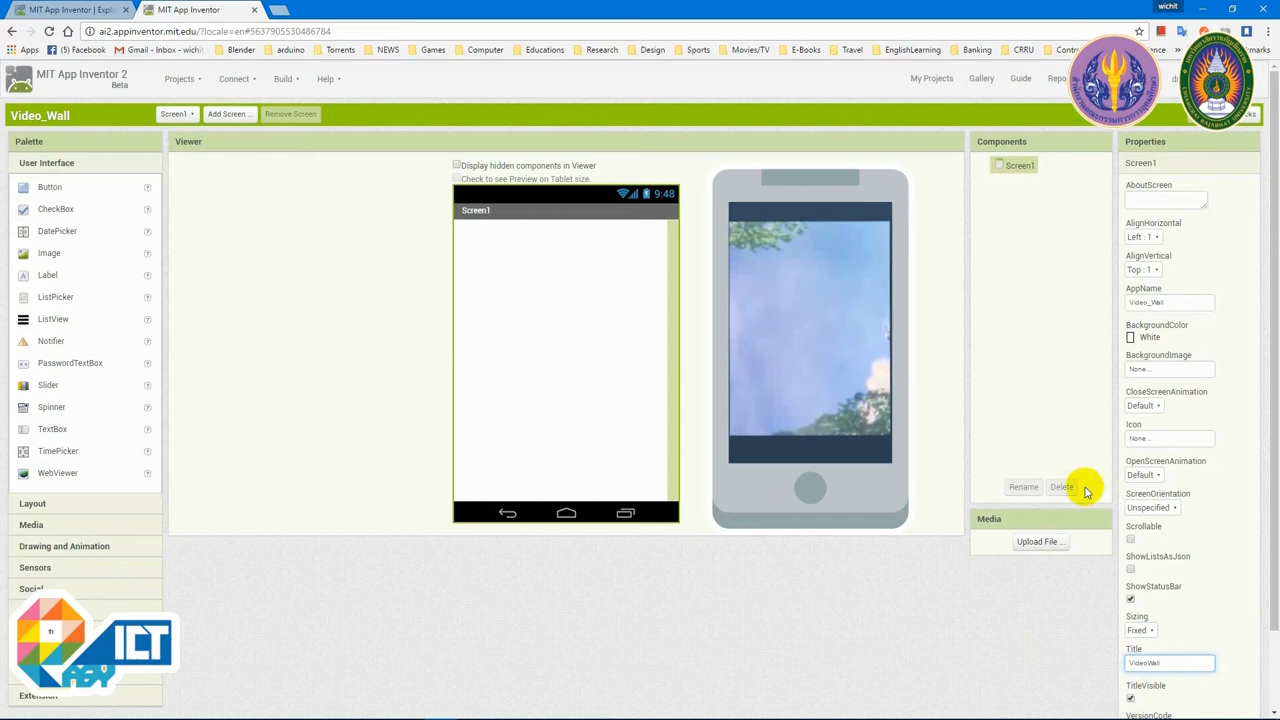 MIT App Inventor | Explo
MIT App Inventor
wichit
ai2.appinventor.mit.edu/?locale=en#5637905530486784
Apps
(5) Facebook
Gmail - Inbox - wichit
Blender
arduino
Torrents
NEWS
Games
Computer
Educations
Research
Design
Sports
Movies/TV
E-Books
Travel
EnglishLearning
Banking
CRRU
MIT App Inventor 2
Beta
Projects
Connect
Build
Help
My Projects
Gallery
Guide
Video_Wall
Screen1
Add Screen ...
Remove Screen
Palette
User Interface
Button
CheckBox
DatePicker
Image
Label
ListPicker
ListView
Notifier
PasswordTextBox
Slider
Spinner
TextBox
TimePicker
WebViewer
Layout
Media
Drawing and Animation
Sensors
Social
Extension
ICT
Viewer
Display hidden components in Viewer
Check to see Preview on Tablet size.
9:48
Screen1
Components
Screen1
Rename
Delete
Media
Upload File ...
Properties
Screen1
AboutScreen
AlignHorizontal
Left : 1
AlignVertical
Top : 1
AppName
Video_Wall
BackgroundColor
White
BackgroundImage
None...
CloseScreenAnimation
Default
Icon
None...
OpenScreenAnimation
Default
ScreenOrientation
Unspecified
Scrollable
ShowListsAsJson
ShowStatusBar
Sizing
Fixed
Title
VideoWall
TitleVisible
VersionCode